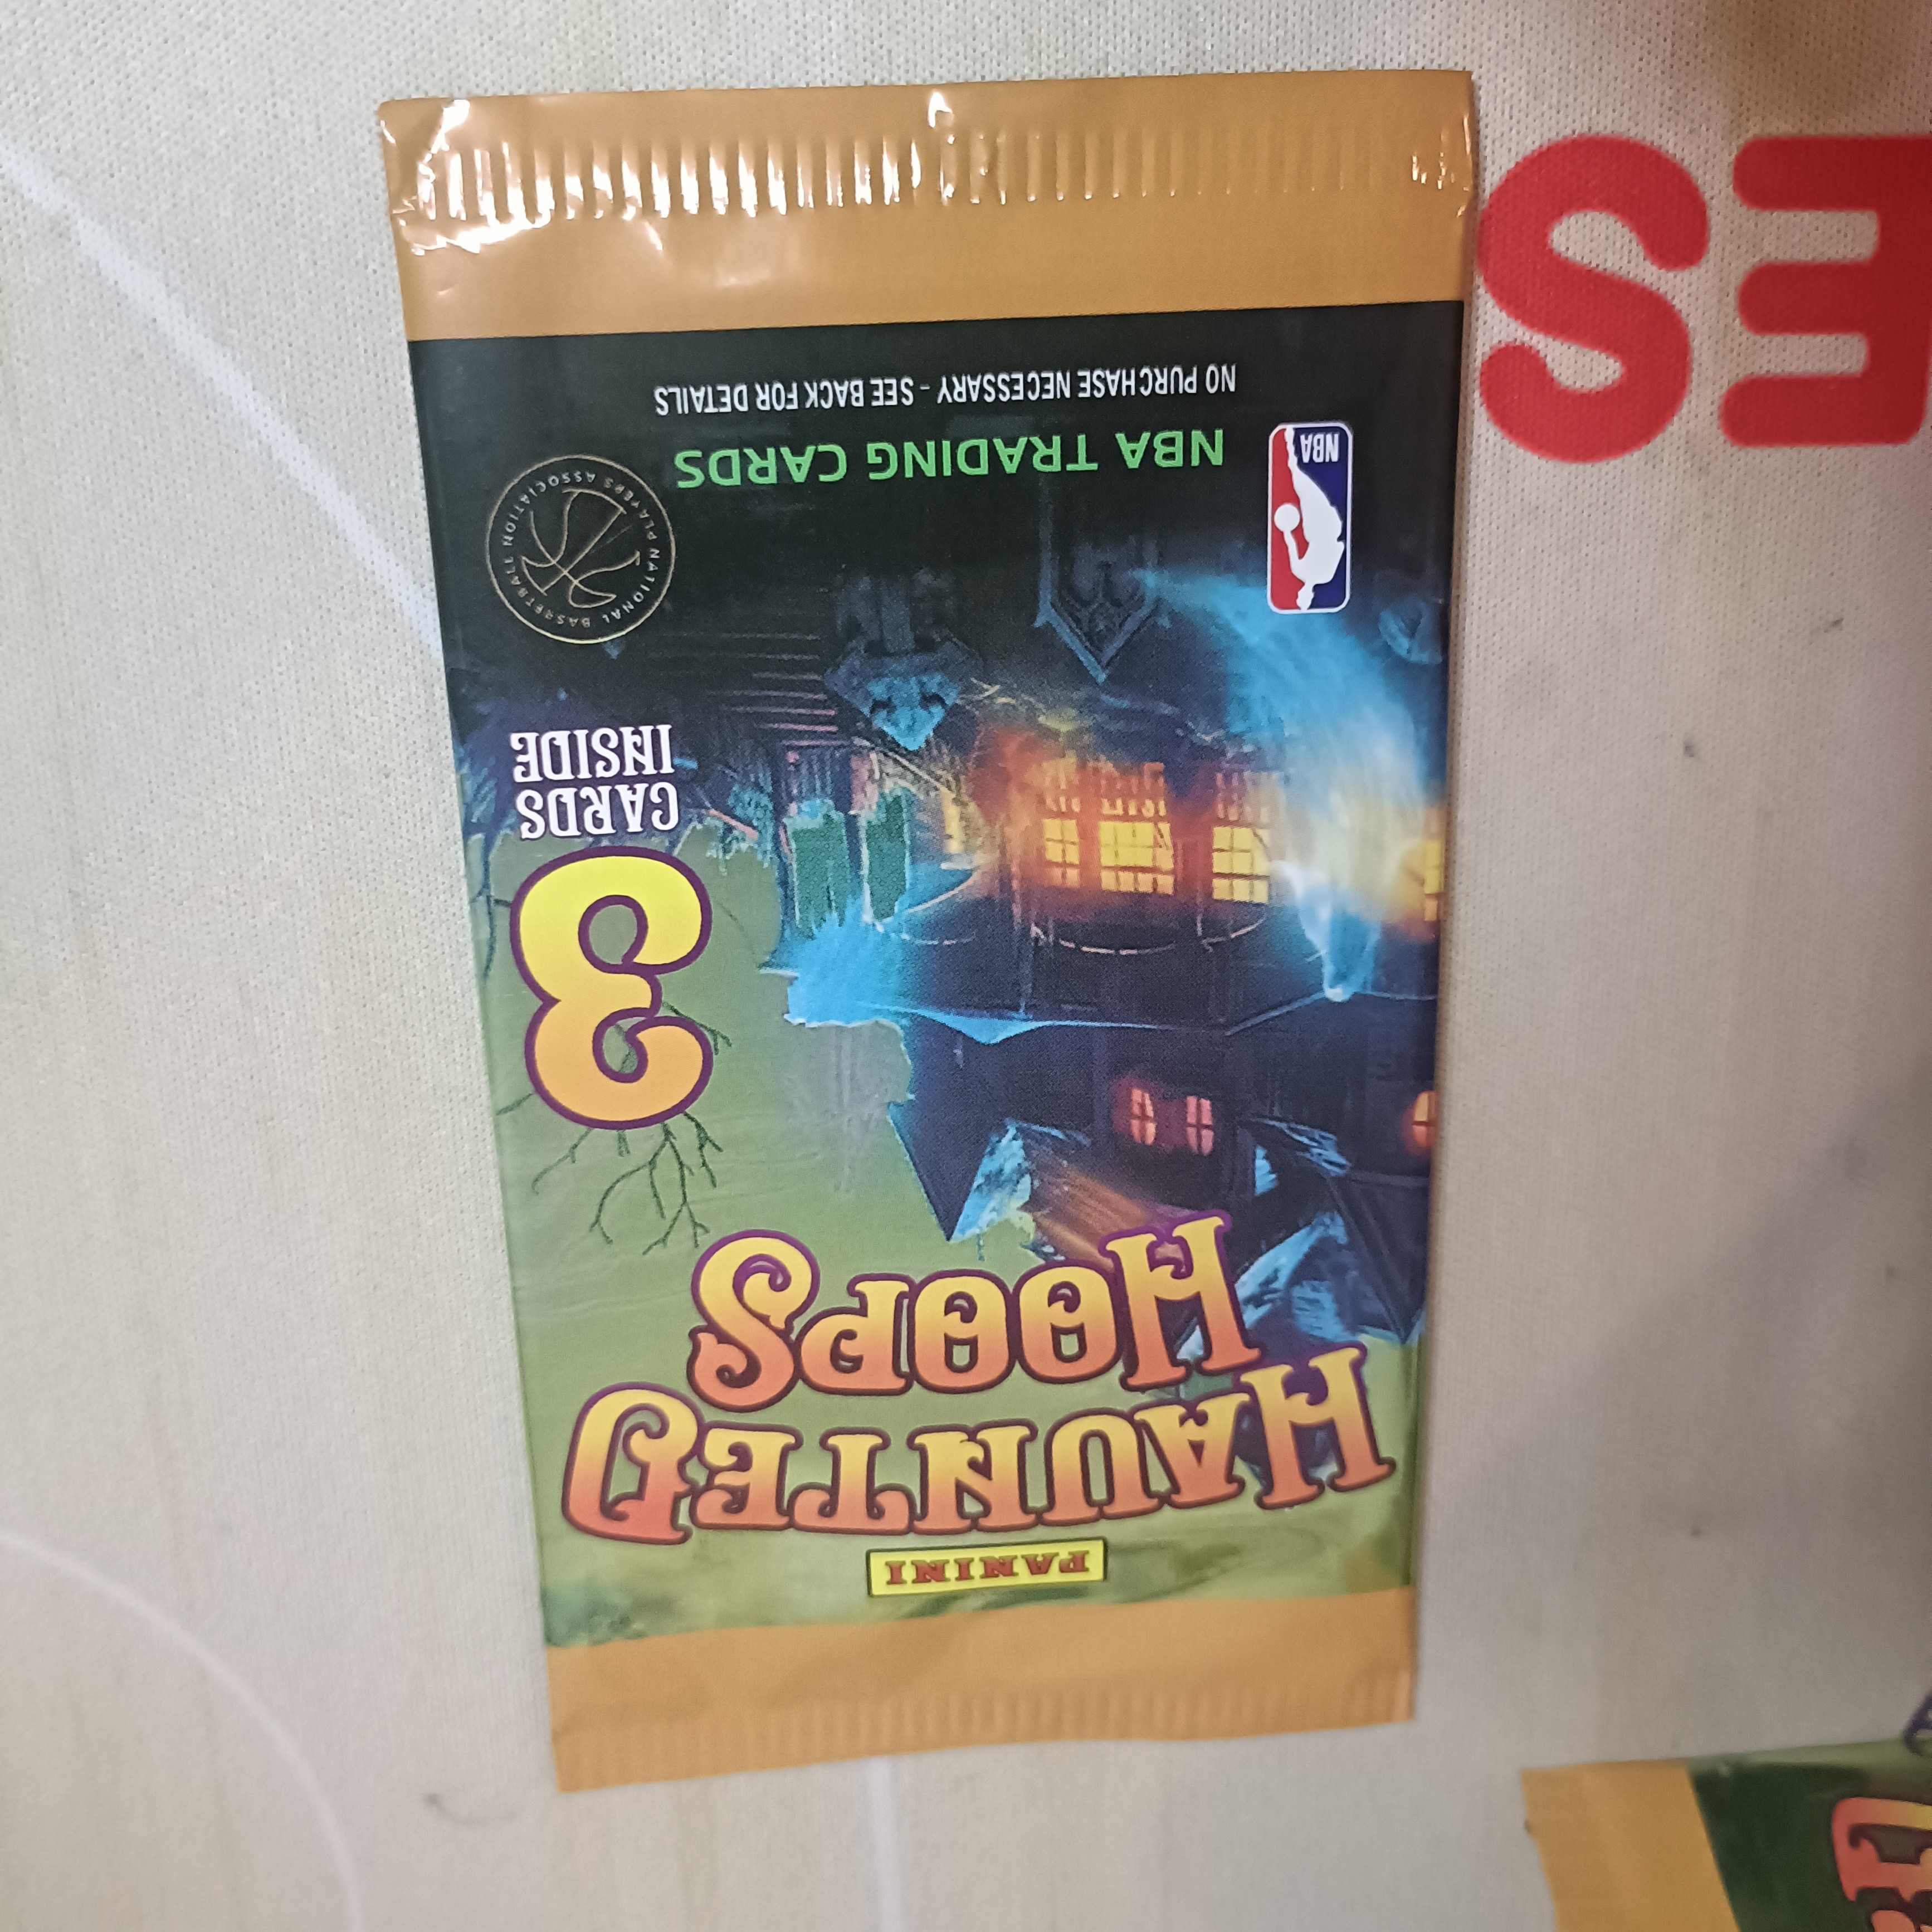 PANINI
HAUNTED
HOOPS
3
CARDS
INSIDE
NBA
NATIONAL BASKETBALL PLAYERS ASSOCIATION
NBA TRADING CARDS
NO PURCHASE NECESSARY - SEE BACK FOR DETAILS
SE